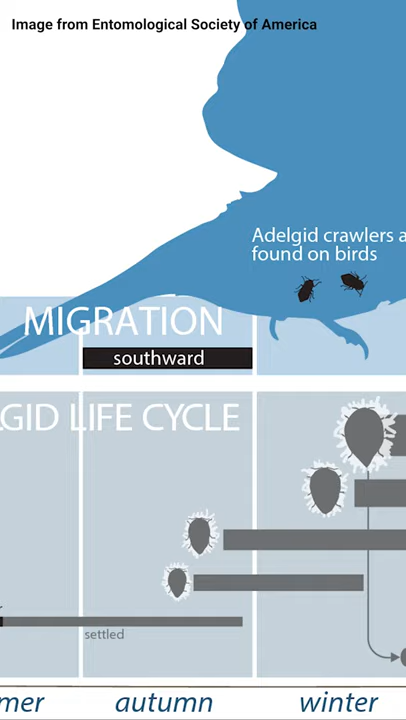 Image from Entomological Society of America
Adelgid crawlers a
found on birds
MIGRATION
southward
GID LIFE CYCLE
settled
mer
autumn
winter